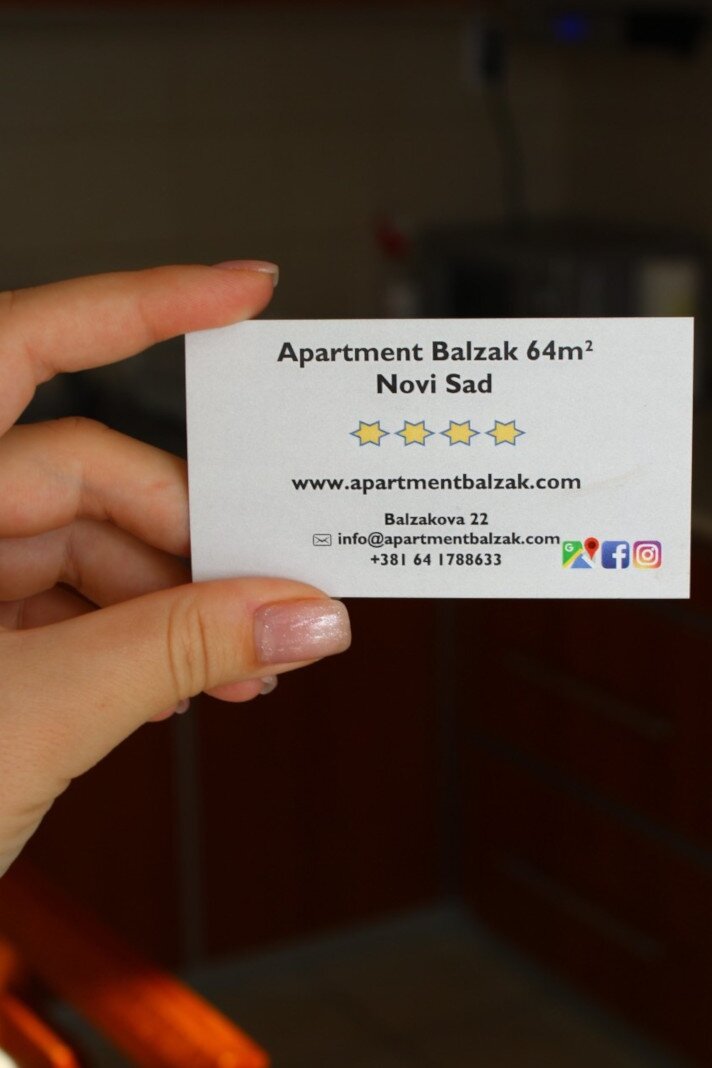 Apartment Balzak 64m²
Novi Sad
www.apartmentbalzak.com
Balzakova 22
info@apartmentbalzak.com
+381 64 1788633